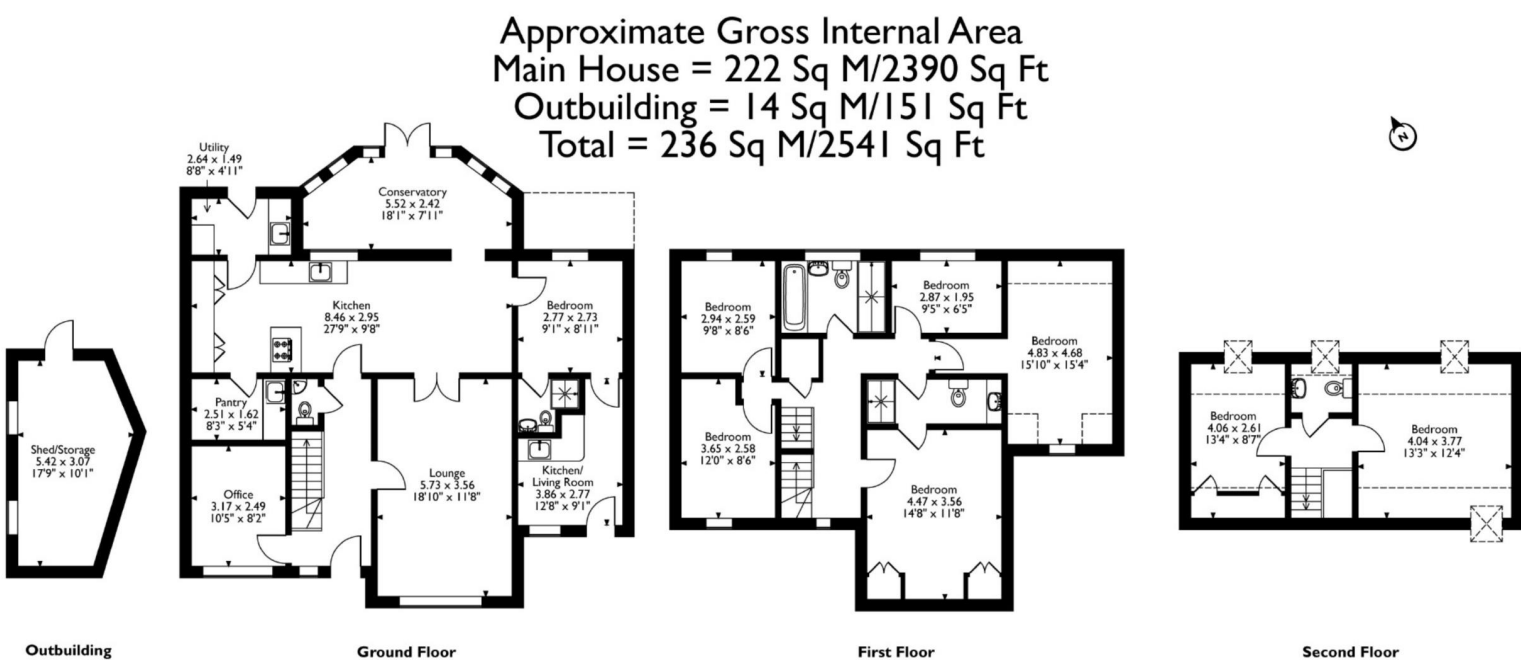 Approximate Gross Internal Area
Main House = 222 Sq M/2390 Sq Ft
Outbuilding = 14 Sq M/151 Sq Ft
Total = 236 Sq M/2541 Sq Ft
N
Utility
2.64 x 1.49
8'8" x 4'11"
Conservatory
5.52 x 2.42
18'1" x 7'11"
Kitchen
8.46 x 2.95
27'9" x 9'8"
Bedroom
2.77 x 2.73
9'1" x 8'11"
Pantry
2.51 x 1.62
8'3" x 5'4"
Shed/Storage
5.42 x 3.07
17'9" x 10'1"
Office
3.17 x 2.49
10'5" x 8'2"
Lounge
5.73 x 3.56
18'10" x 11'8"
Kitchen/
Living Room
3.86 x 2.77
12'8" x 9'1"
Bedroom
2.94 x 2.59
9'8" x 8'6"
Bedroom
2.87 x 1.95
9'5" x 6'5"
Bedroom
4.83 x 4.68
15'10" x 15'4"
Bedroom
3.65 x 2.58
12'0" x 8'6"
Bedroom
4.47 x 3.56
14'8" x 11'8"
Bedroom
4.06 x 2.61
13'4" x 8'7"
Bedroom
4.04 x 3.77
13'3" x 12'4"
Outbuilding
Ground Floor
First Floor
Second Floor